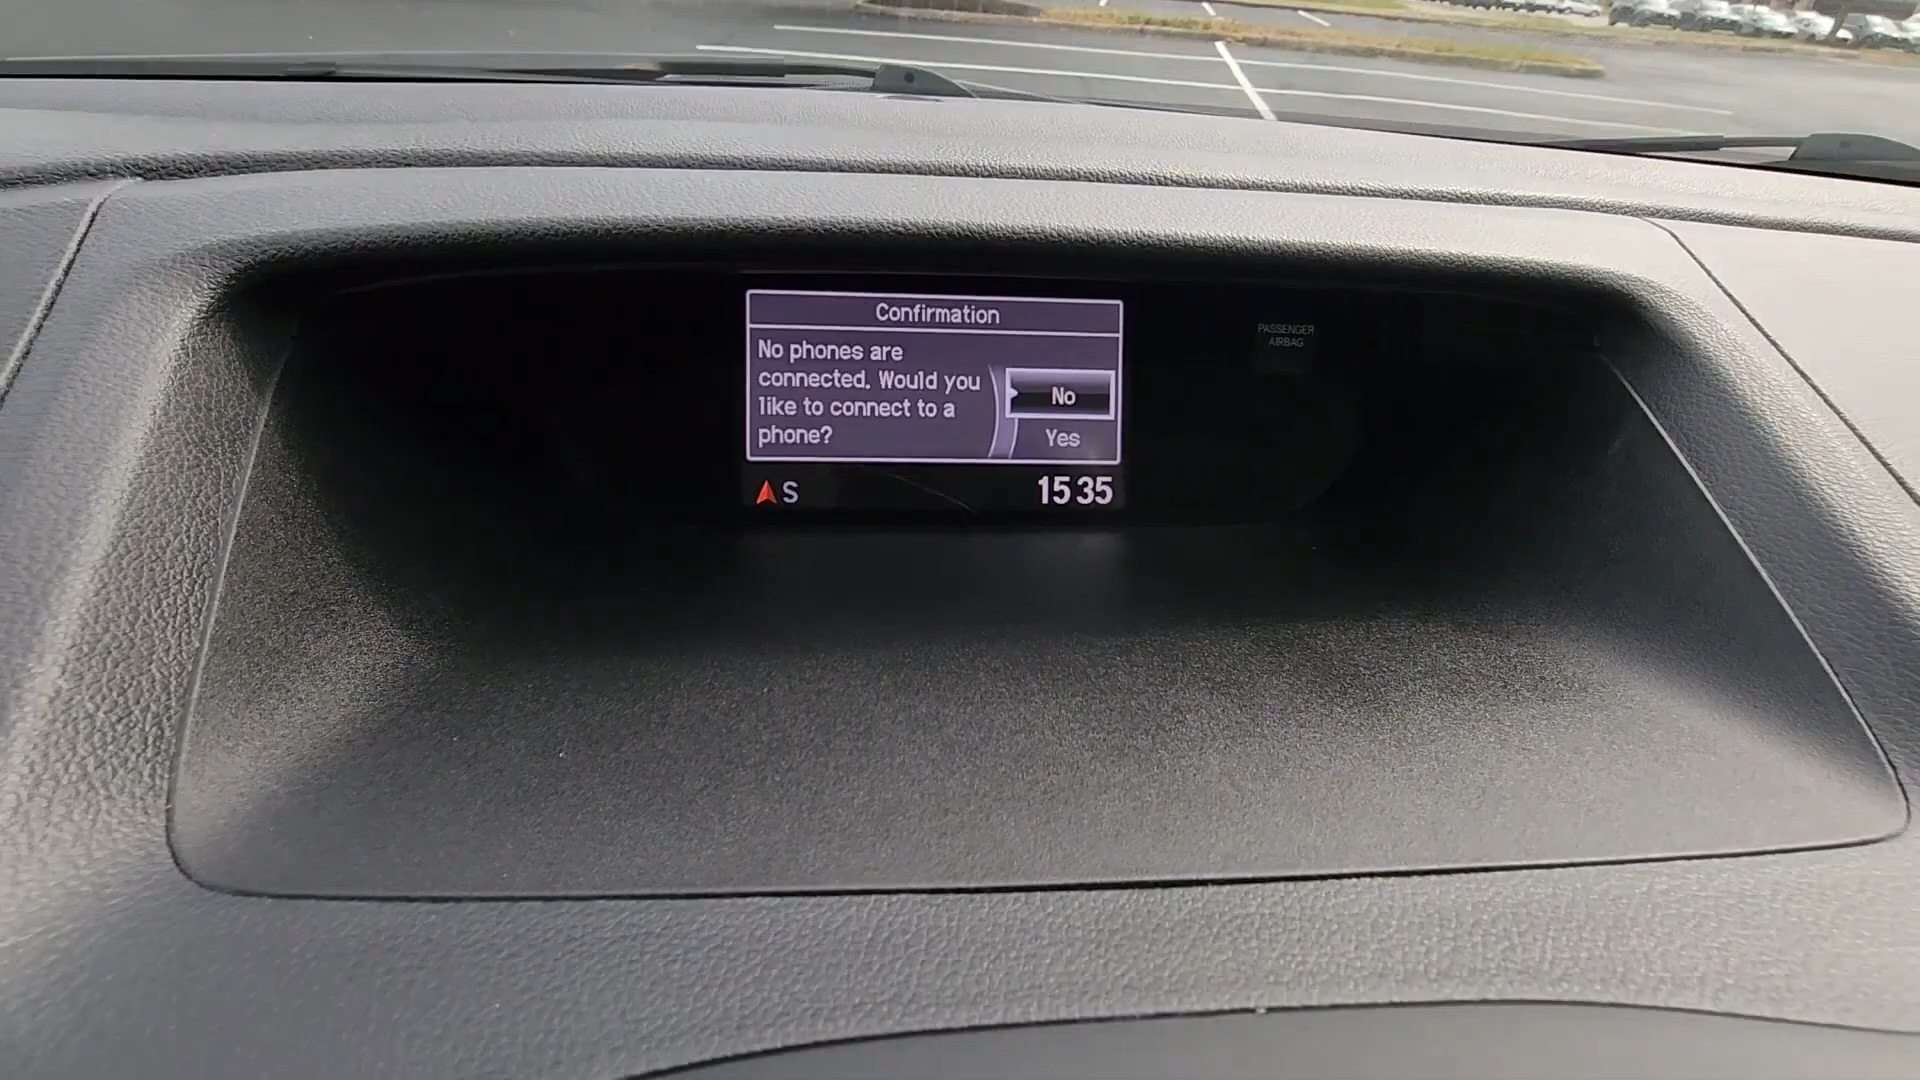 Confirmation
No phones are
connected. Would you
like to connect to a
phone?
No
Yes
S
15 35
PASSENGER
AIRBAG